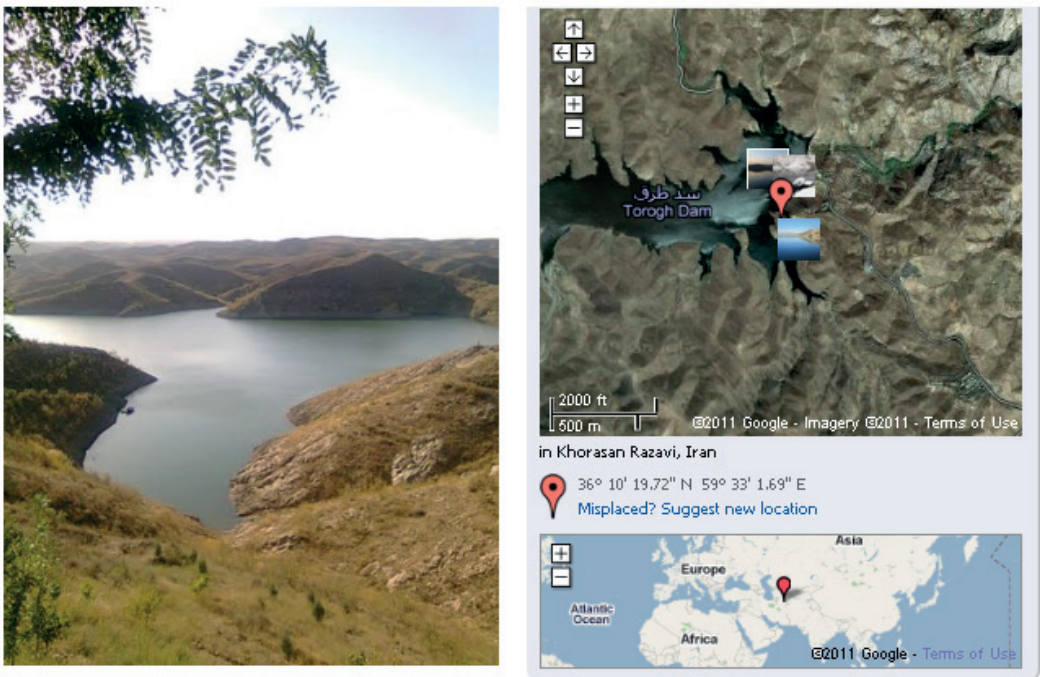 سد طرق
Torogh Dam
2000 ft
500 m
©2011 Google - Imagery ©2011 - Terms of Use
in Khorasan Razavi, Iran
36° 10' 19.72" N 59° 33' 1.69" E
Misplaced? Suggest new location
Asia
Europe
Atlantic
Ocean
Africa
©2011 Google - Terms of Use